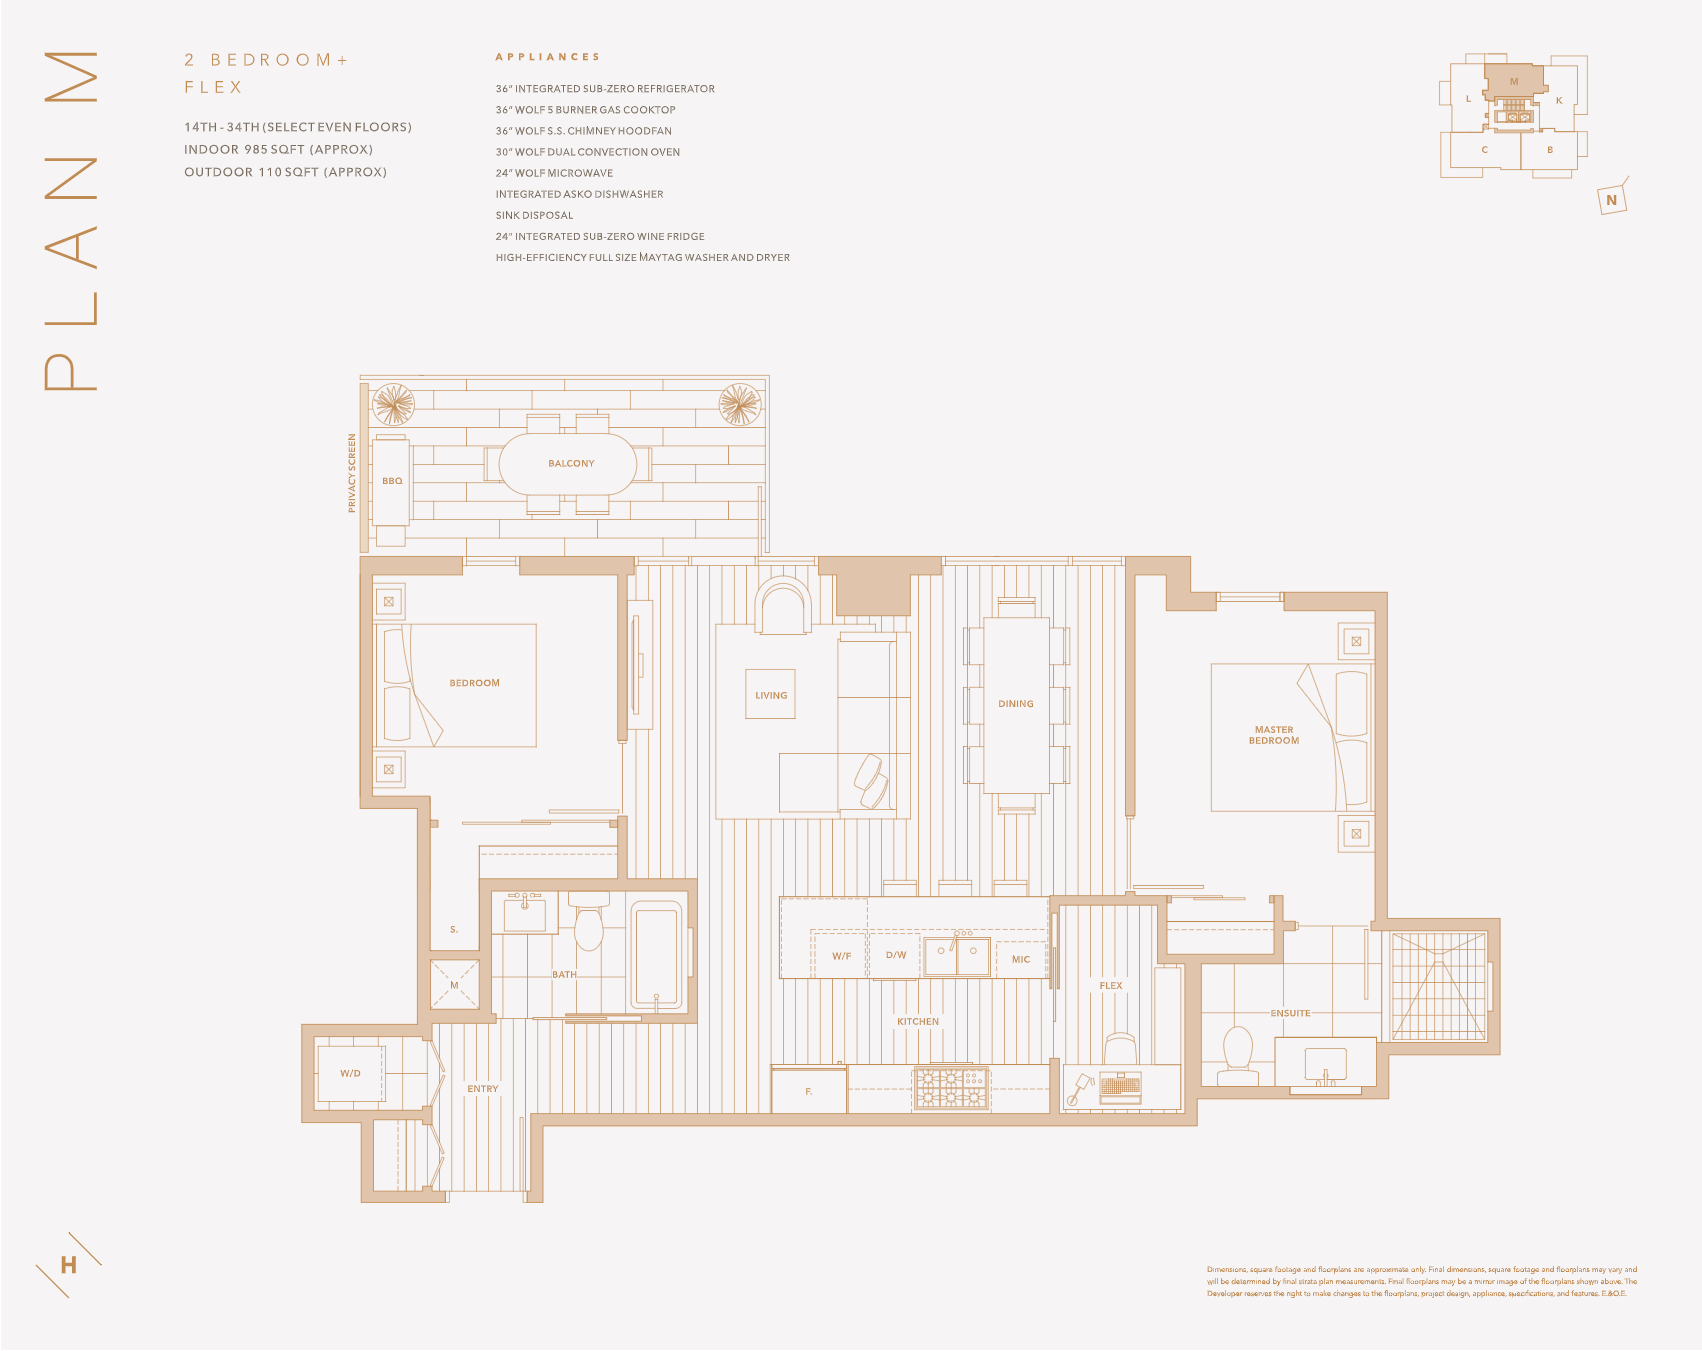 PLAN M
2 BEDROOM+
FLEX
14TH - 34TH (SELECT EVEN FLOORS)
INDOOR 985 SQFT (APPROX)
OUTDOOR 110 SQFT (APPROX)
APPLIANCES
36" INTEGRATED SUB-ZERO REFRIGERATOR
36" WOLF 5 BURNER GAS COOKTOP
36" WOLF S.S. CHIMNEY HOODFAN
30" WOLF DUAL CONVECTION OVEN
24" WOLF MICROWAVE
INTEGRATED ASKO DISHWASHER
SINK DISPOSAL
24" INTEGRATED SUB-ZERO WINE FRIDGE
HIGH-EFFICIENCY FULL SIZE MAYTAG WASHER AND DRYER
M
L
K
C
B
N
PRIVACY SCREEN
BBQ
BALCONY
BEDROOM
LIVING
DINING
MASTER
BEDROOM
S.
M
BATH
W/F
D/W
MIC
FLEX
KITCHEN
ENSUITE
W/D
ENTRY
F.
H
Dimensions, square footage and floorplans are approximate only. Final dimensions, square footage and floorplans may vary and
will be determined by final strata plan measurements. Final floorplans may be a mirror image of the floorplans shown above. The
Developer reserves the right to make changes to the floorplans, project design, appliance, specifications, and features. E.&O.E.